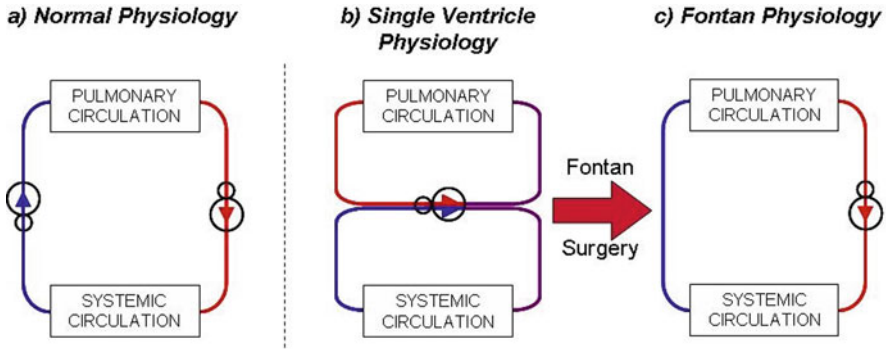 a) Normal Physiology
b) Single Ventricle
Physiology
c) Fontan Physiology
PULMONARY
CIRCULATION
PULMONARY
CIRCULATION
PULMONARY
CIRCULATION
Fontan
Surgery
SYSTEMIC
CIRCULATION
SYSTEMIC
CIRCULATION
SYSTEMIC
CIRCULATION